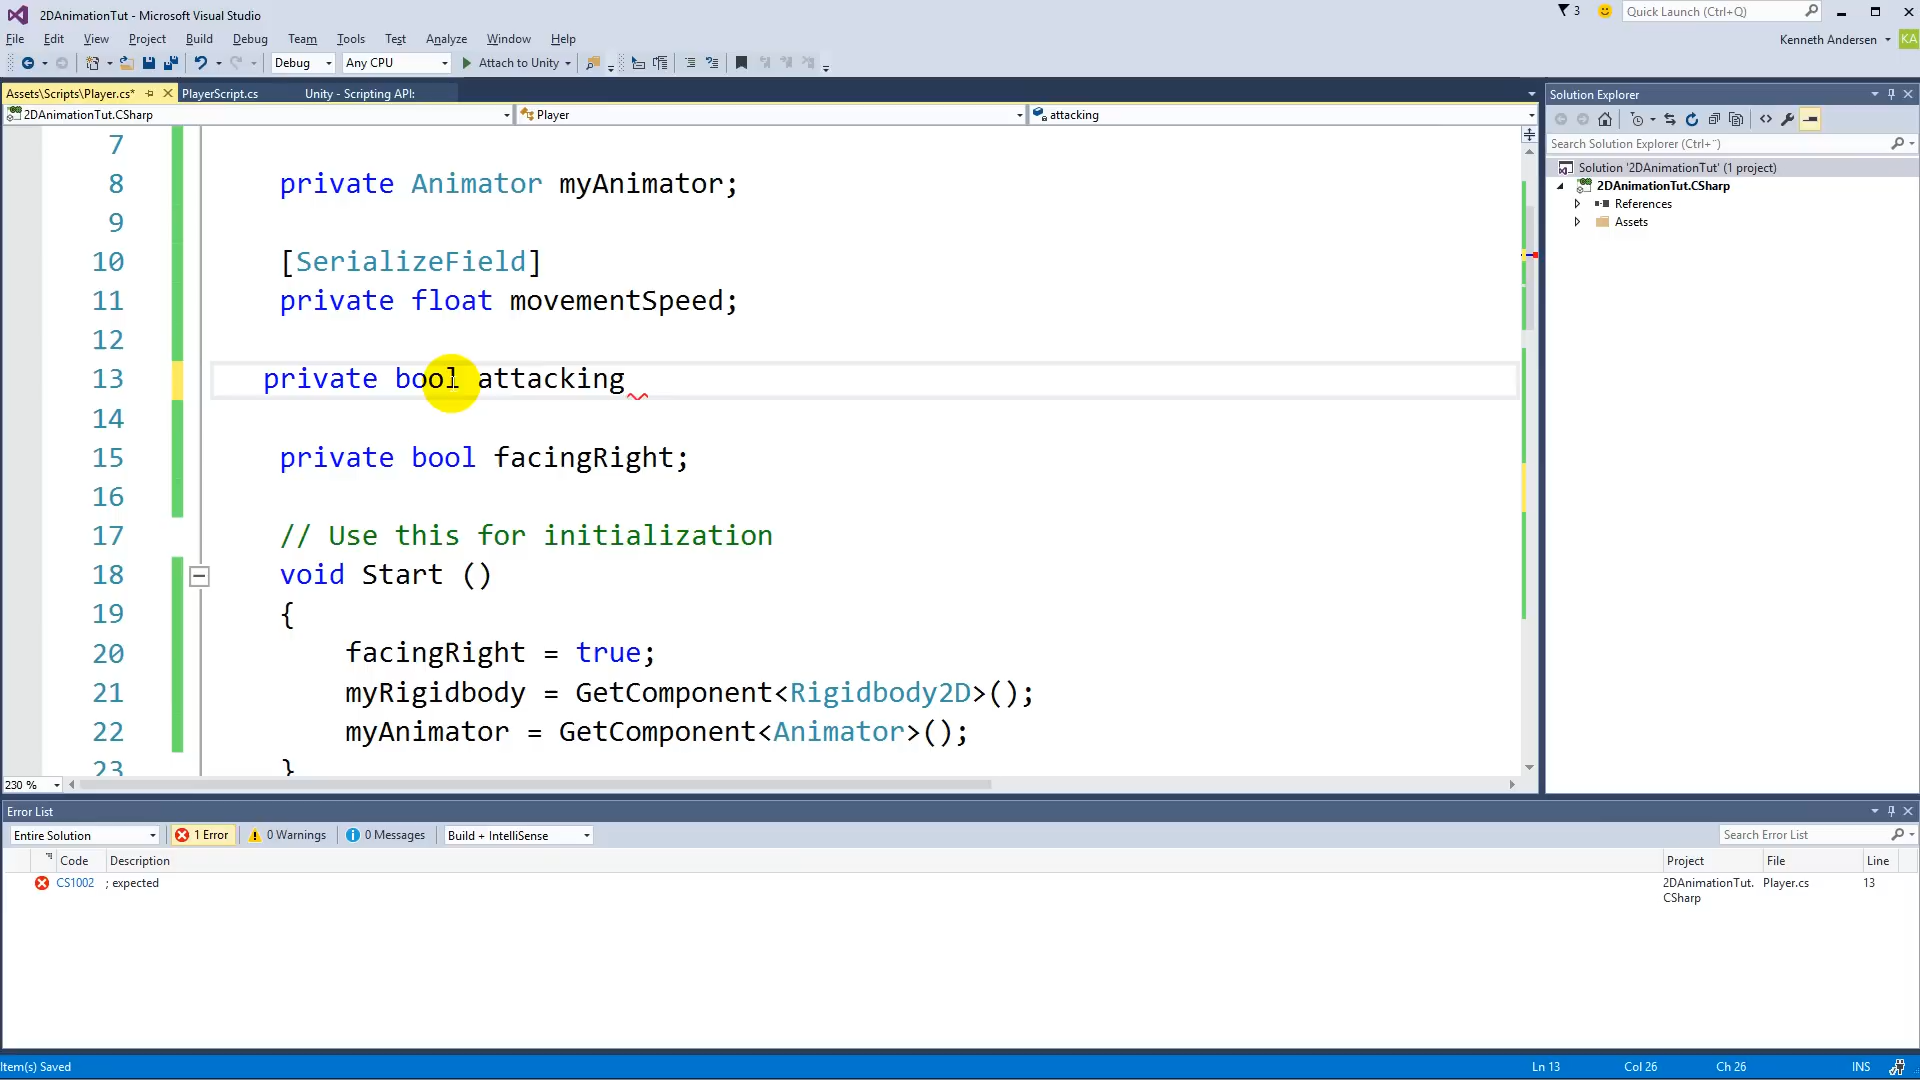 2DAnimationTut - Microsoft Visual Studio
3
Quick Launch (Ctrl+Q)
File Edit View Project Build Debug Team Tools Test Analyze Window Help
Kenneth Andersen KA
Debug Any CPU Attach to Unity
Assets\Scripts\Player.cs* PlayerScript.cs Unity - Scripting API:
2DAnimationTut.CSharp Player attacking
7
8 private Animator myAnimator;
9
10 [SerializeField]
11 private float movementSpeed;
12
13 private bool attacking
14
15 private bool facingRight;
16
17 // Use this for initialization
18 void Start ()
19 {
20 facingRight = true;
21 myRigidbody = GetComponent<Rigidbody2D>();
22 myAnimator = GetComponent<Animator>();
23 }
230 %
Solution Explorer
Search Solution Explorer (Ctrl+¨)
Solution '2DAnimationTut' (1 project)
2DAnimationTut.CSharp
References
Assets
Error List
Entire Solution 1 Error 0 Warnings 0 Messages Build + IntelliSense
Search Error List
Code Description Project File Line
CS1002 ; expected 2DAnimationTut. Player.cs 13
CSharp
Item(s) Saved Ln 13 Col 26 Ch 26 INS